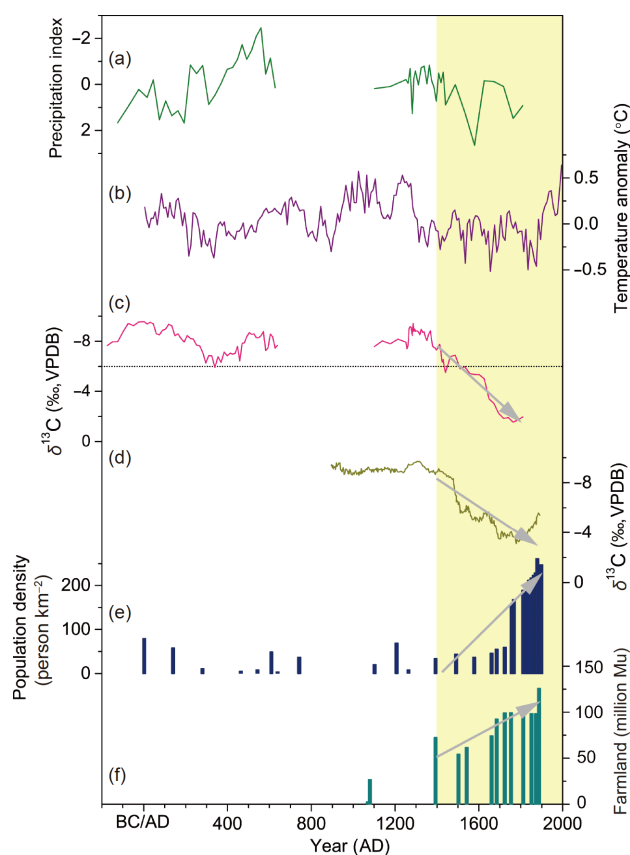 (a)
Precipitation index
−2
0
2
(b)
Temperature anomaly (°C)
0.5
0.0
−0.5
(c)
δ¹³C (‰, VPDB)
−8
−4
0
(d)
δ¹³C (‰, VPDB)
−8
−4
0
(e)
Population density
(person km⁻²)
200
100
0
(f)
Farmland (million Mu)
150
100
50
0
BC/AD 400 800 1200 1600 2000
Year (AD)